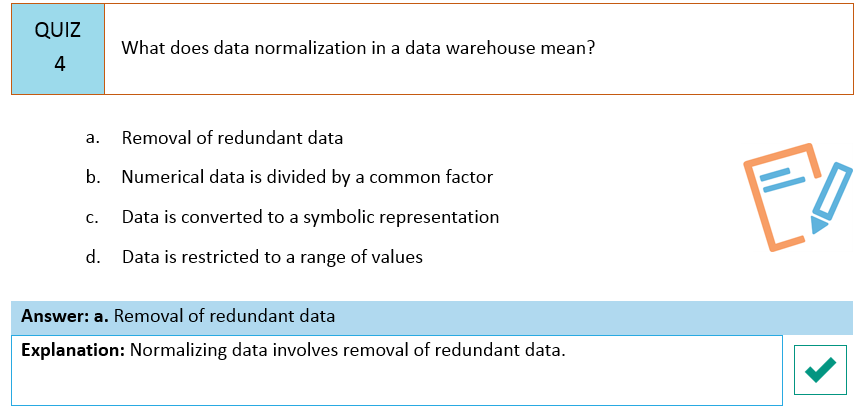 QUIZ
4
What does data normalization in a data warehouse mean?
a. Removal of redundant data
b. Numerical data is divided by a common factor
c. Data is converted to a symbolic representation
d. Data is restricted to a range of values
Answer: a. Removal of redundant data
Explanation: Normalizing data involves removal of redundant data.